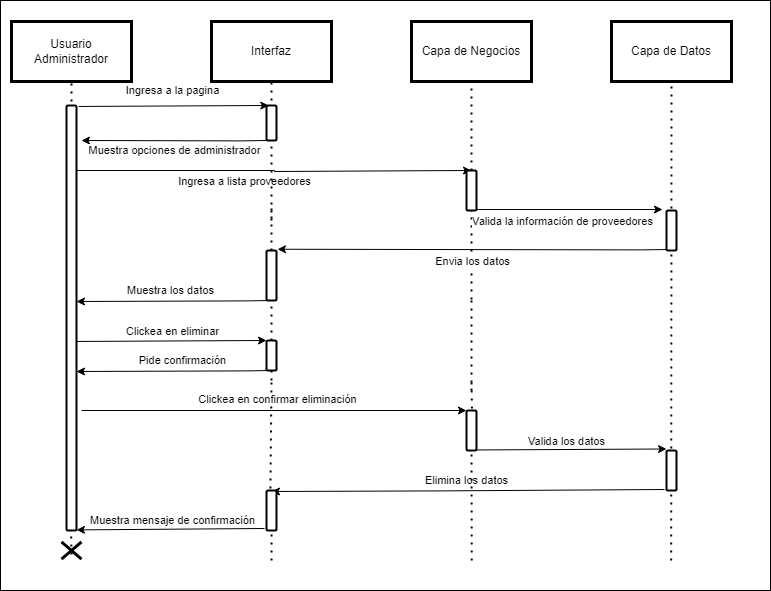 Usuario
Administrador
Interfaz
Capa de Negocios
Capa de Datos
Ingresa a la pagina
Muestra opciones de administrador
Ingresa a lista proveedores
Valida la información de proveedores
Envia los datos
Muestra los datos
Clickea en eliminar
Pide confirmación
Clickea en confirmar eliminación
Valida los datos
Elimina los datos
Muestra mensaje de confirmación